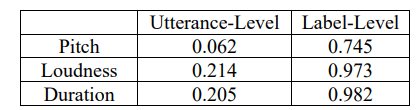 Utterance-Level Label-Level
Pitch 0.062 0.745
Loudness 0.214 0.973
Duration 0.205 0.982